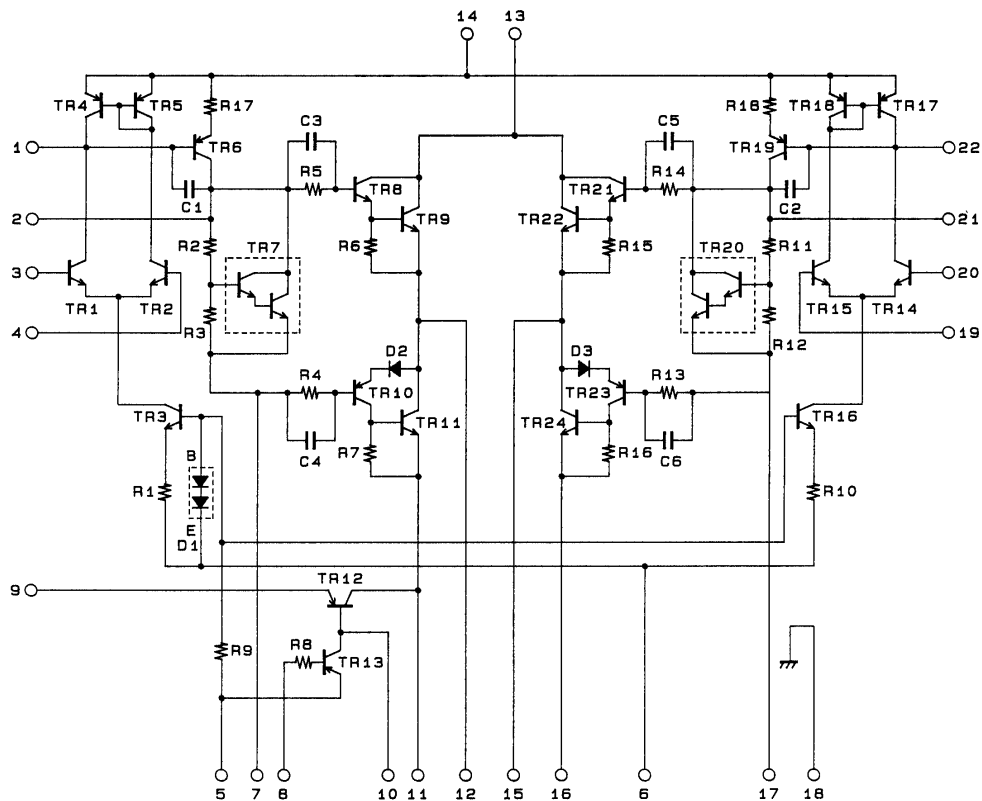 14 13
TR4 TR5 R17 R18 TR18 TR17
C3 C5
1 TR6 TR19 22
R5 R14
TR8 TR21
C1 C2
2 TR9 TR22 21
R2 TR7 R6 R15 TR20 R11
3 20
TR1 TR2 TR15 TR14
4 R3 R12 19
D2 D3
R4 TR10 TR23 R13
TR3 TR11 TR24 TR16
C4 R7 R16 C6
B
R1 R10
E
D1
TR12
9
R8
R9 TR13
5 7 8 10 11 12 15 16 6 17 18